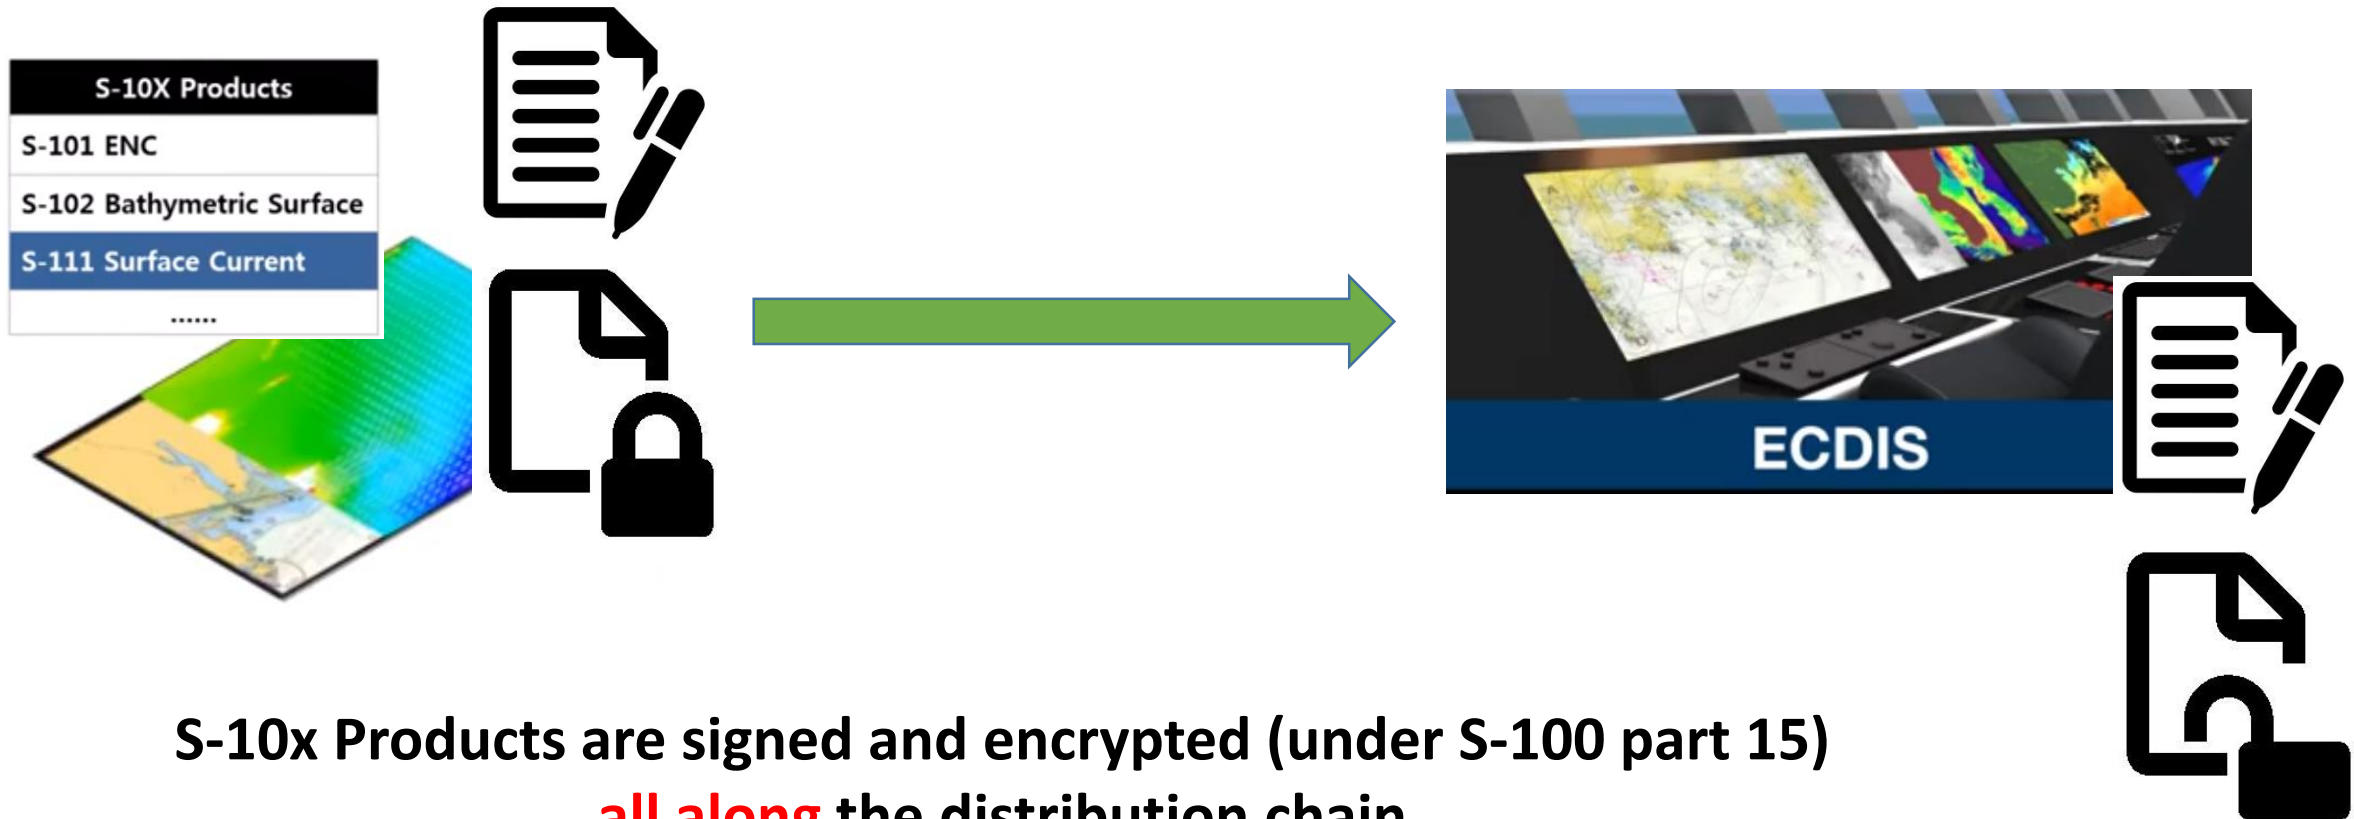 S-10X Products
S-101 ENC
S-102 Bathymetric Surface
S-111 Surface Current
......
ECDIS
S-10x Products are signed and encrypted (under S-100 part 15)
all along the distribution chain